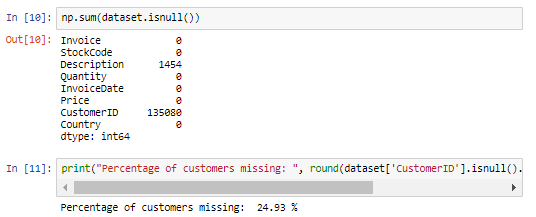 In [10]: np.sum(dataset.isnull())
Out[10]: Invoice 0
StockCode 0
Description 1454
Quantity 0
InvoiceDate 0
Price 0
CustomerID 135080
Country 0
dtype: int64
In [11]: print("Percentage of customers missing: ", round(dataset['CustomerID'].isnull().
Percentage of customers missing:  24.93 %